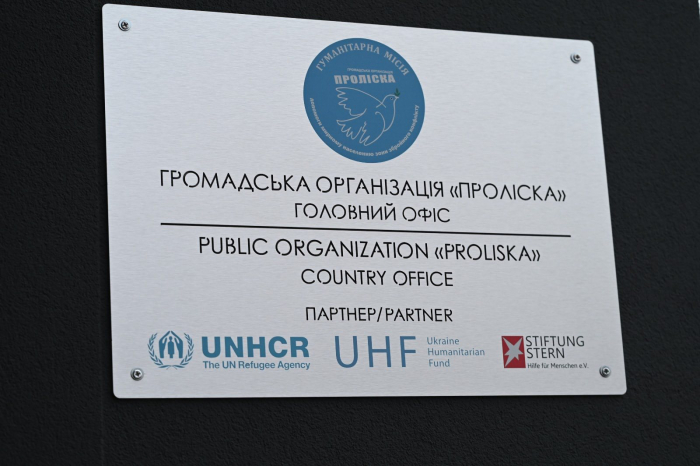 ГУМАНІТАРНА МІСІЯ
ПРОЛІСКА
ГРОМАДСЬКА ОРГАНІЗАЦІЯ «ПРОЛІСКА»
ГОЛОВНИЙ ОФІС
PUBLIC ORGANIZATION «PROLISKA»
COUNTRY OFFICE
ПАРТНЕР/PARTNER
UNHCR
The UN Refugee Agency
UHF
Ukraine
Humanitarian
Fund
STIFTUNG
STERN
Hilfe für Menschen e.V.